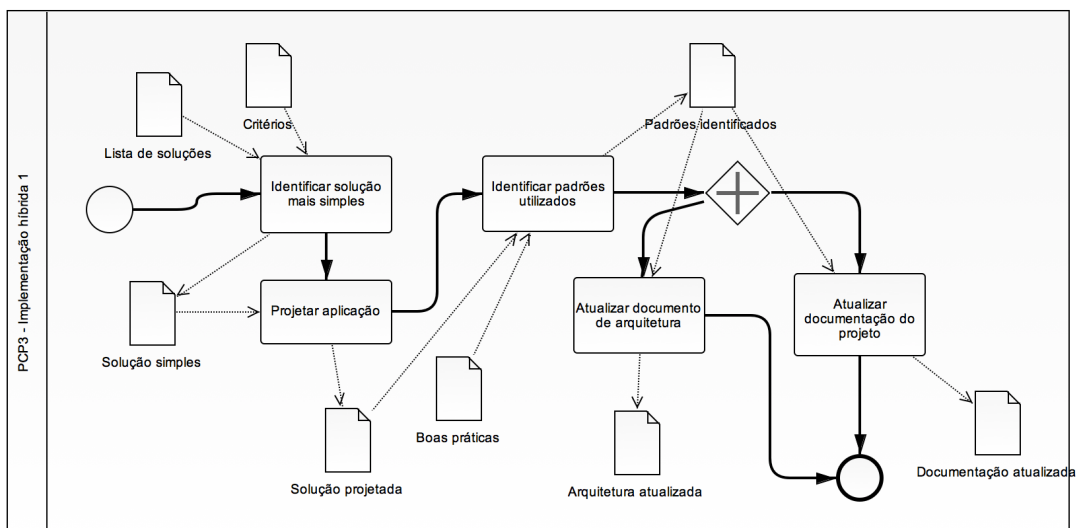 PCP3 - Implementação híbrida 1
Critérios
Lista de soluções
Padrões identificados
Identificar solução
mais simples
Identificar padrões
utilizados
Projetar aplicação
Atualizar documento
de arquitetura
Atualizar
documentação do
projeto
Solução simples
Boas práticas
Solução projetada
Arquitetura atualizada
Documentação atualizada